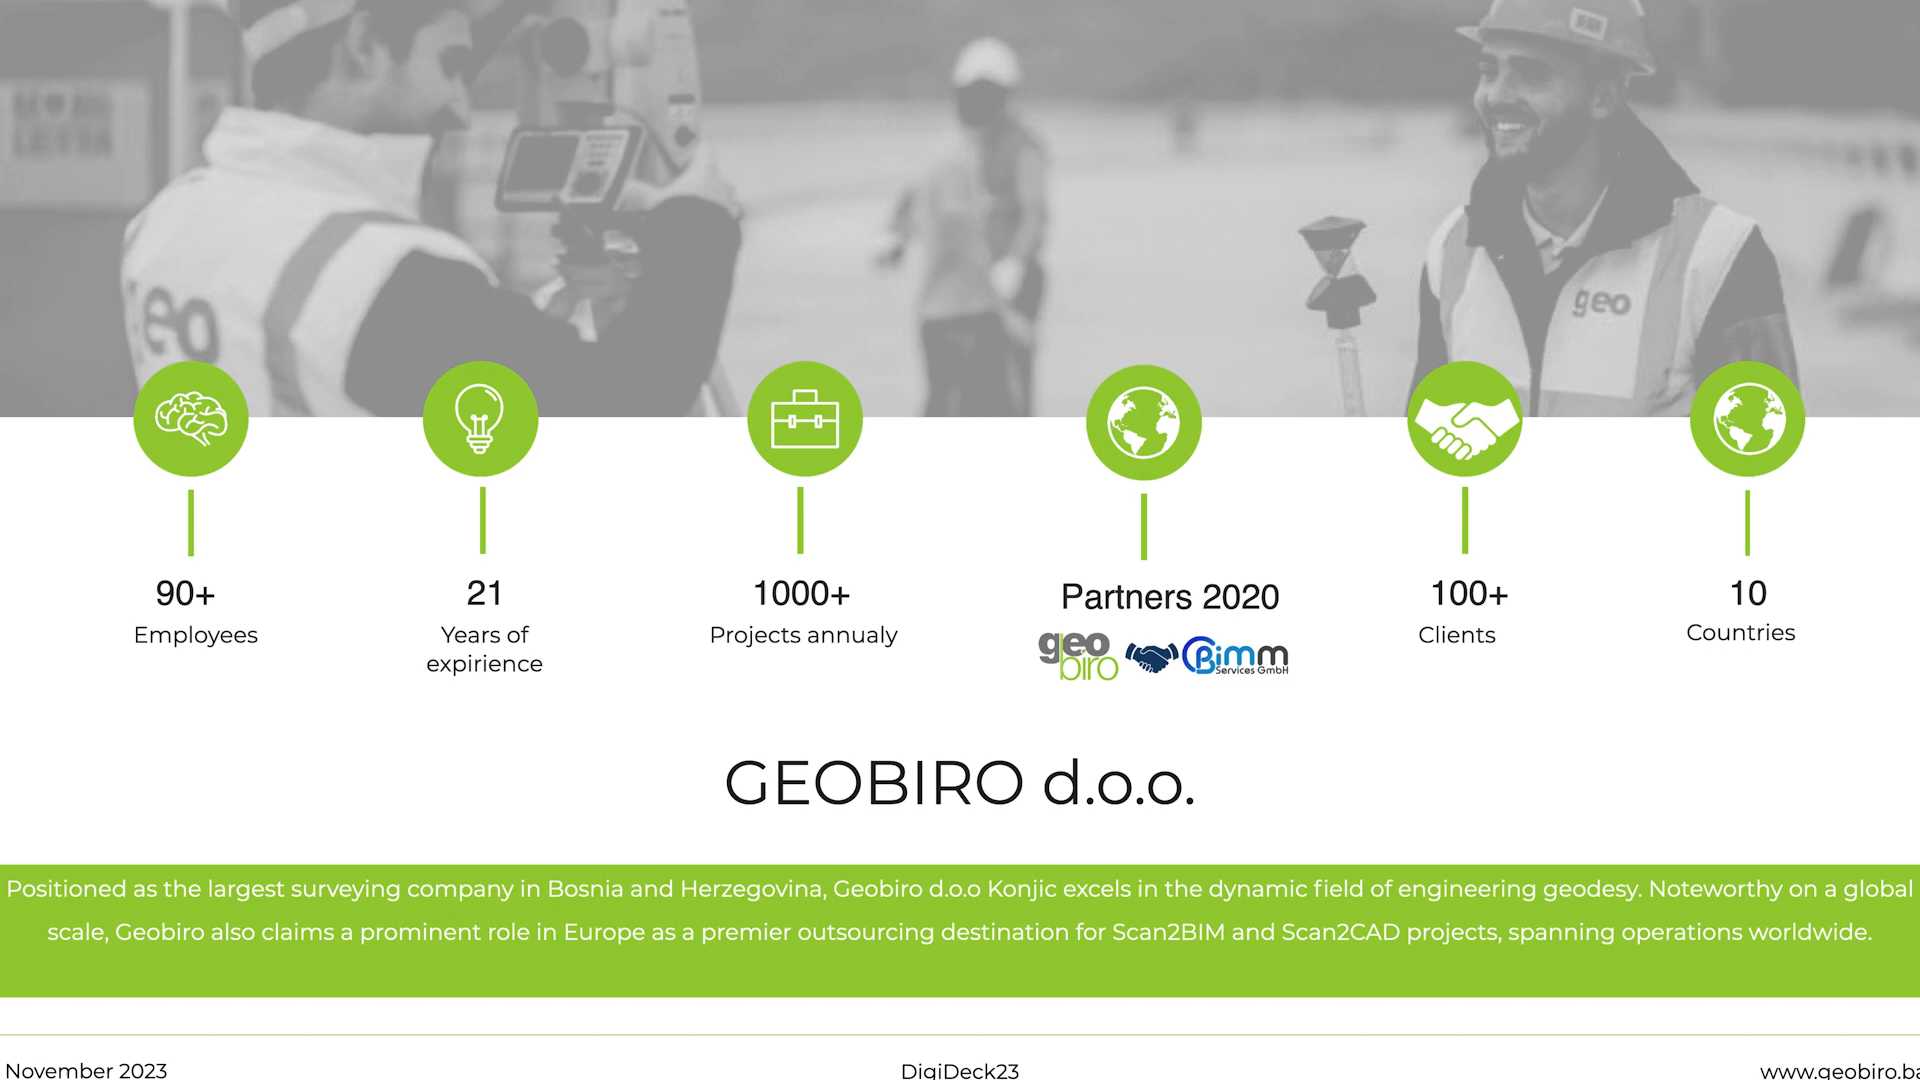 geo
90+
Employees
21
Years of
expirience
1000+
Projects annualy
Partners 2020
geo
biro
Bimm
Services GmbH
100+
Clients
10
Countries
GEOBIRO d.o.o.
Positioned as the largest surveying company in Bosnia and Herzegovina, Geobiro d.o.o Konjic excels in the dynamic field of engineering geodesy. Noteworthy on a global
scale, Geobiro also claims a prominent role in Europe as a premier outsourcing destination for Scan2BIM and Scan2CAD projects, spanning operations worldwide.
November 2023
DigiDeck23
www.geobiro.ba